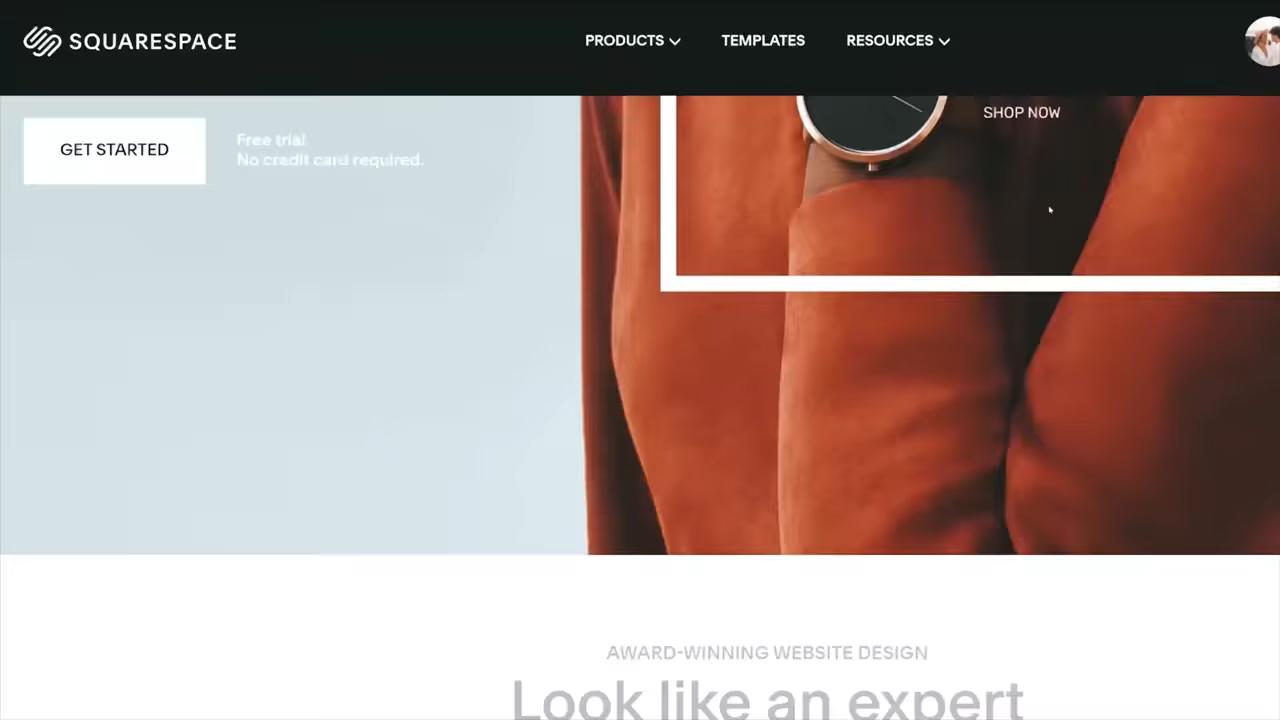 SQUARESPACE
PRODUCTS
TEMPLATES
RESOURCES
SHOP NOW
GET STARTED
Free trial.
No credit card required.
AWARD-WINNING WEBSITE DESIGN
Look like an expert